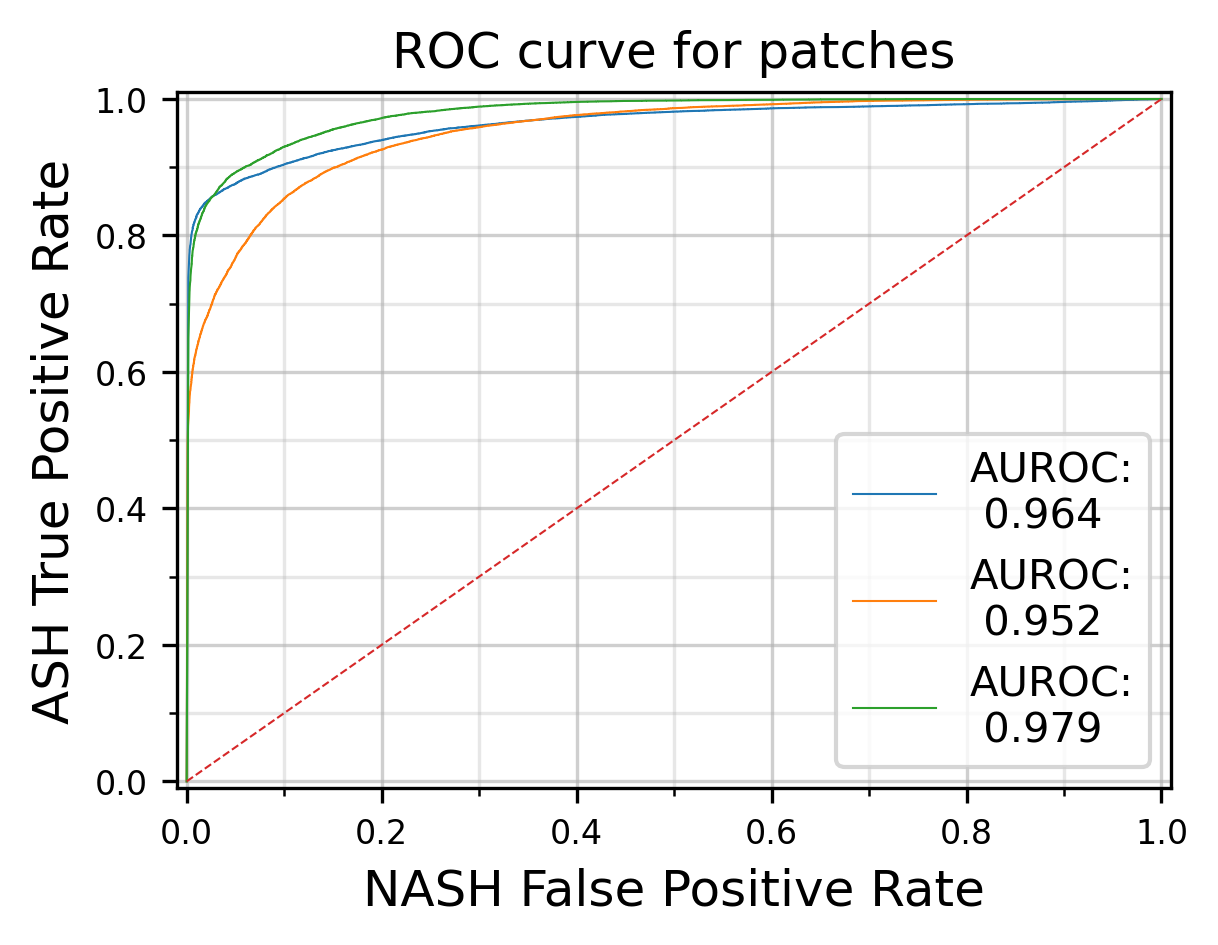 ROC curve for patches
ASH True Positive Rate
1.0
0.8
0.6
0.4
0.2
0.0
AUROC:
0.964
AUROC:
0.952
AUROC:
0.979
0.0 0.2 0.4 0.6 0.8 1.0
NASH False Positive Rate